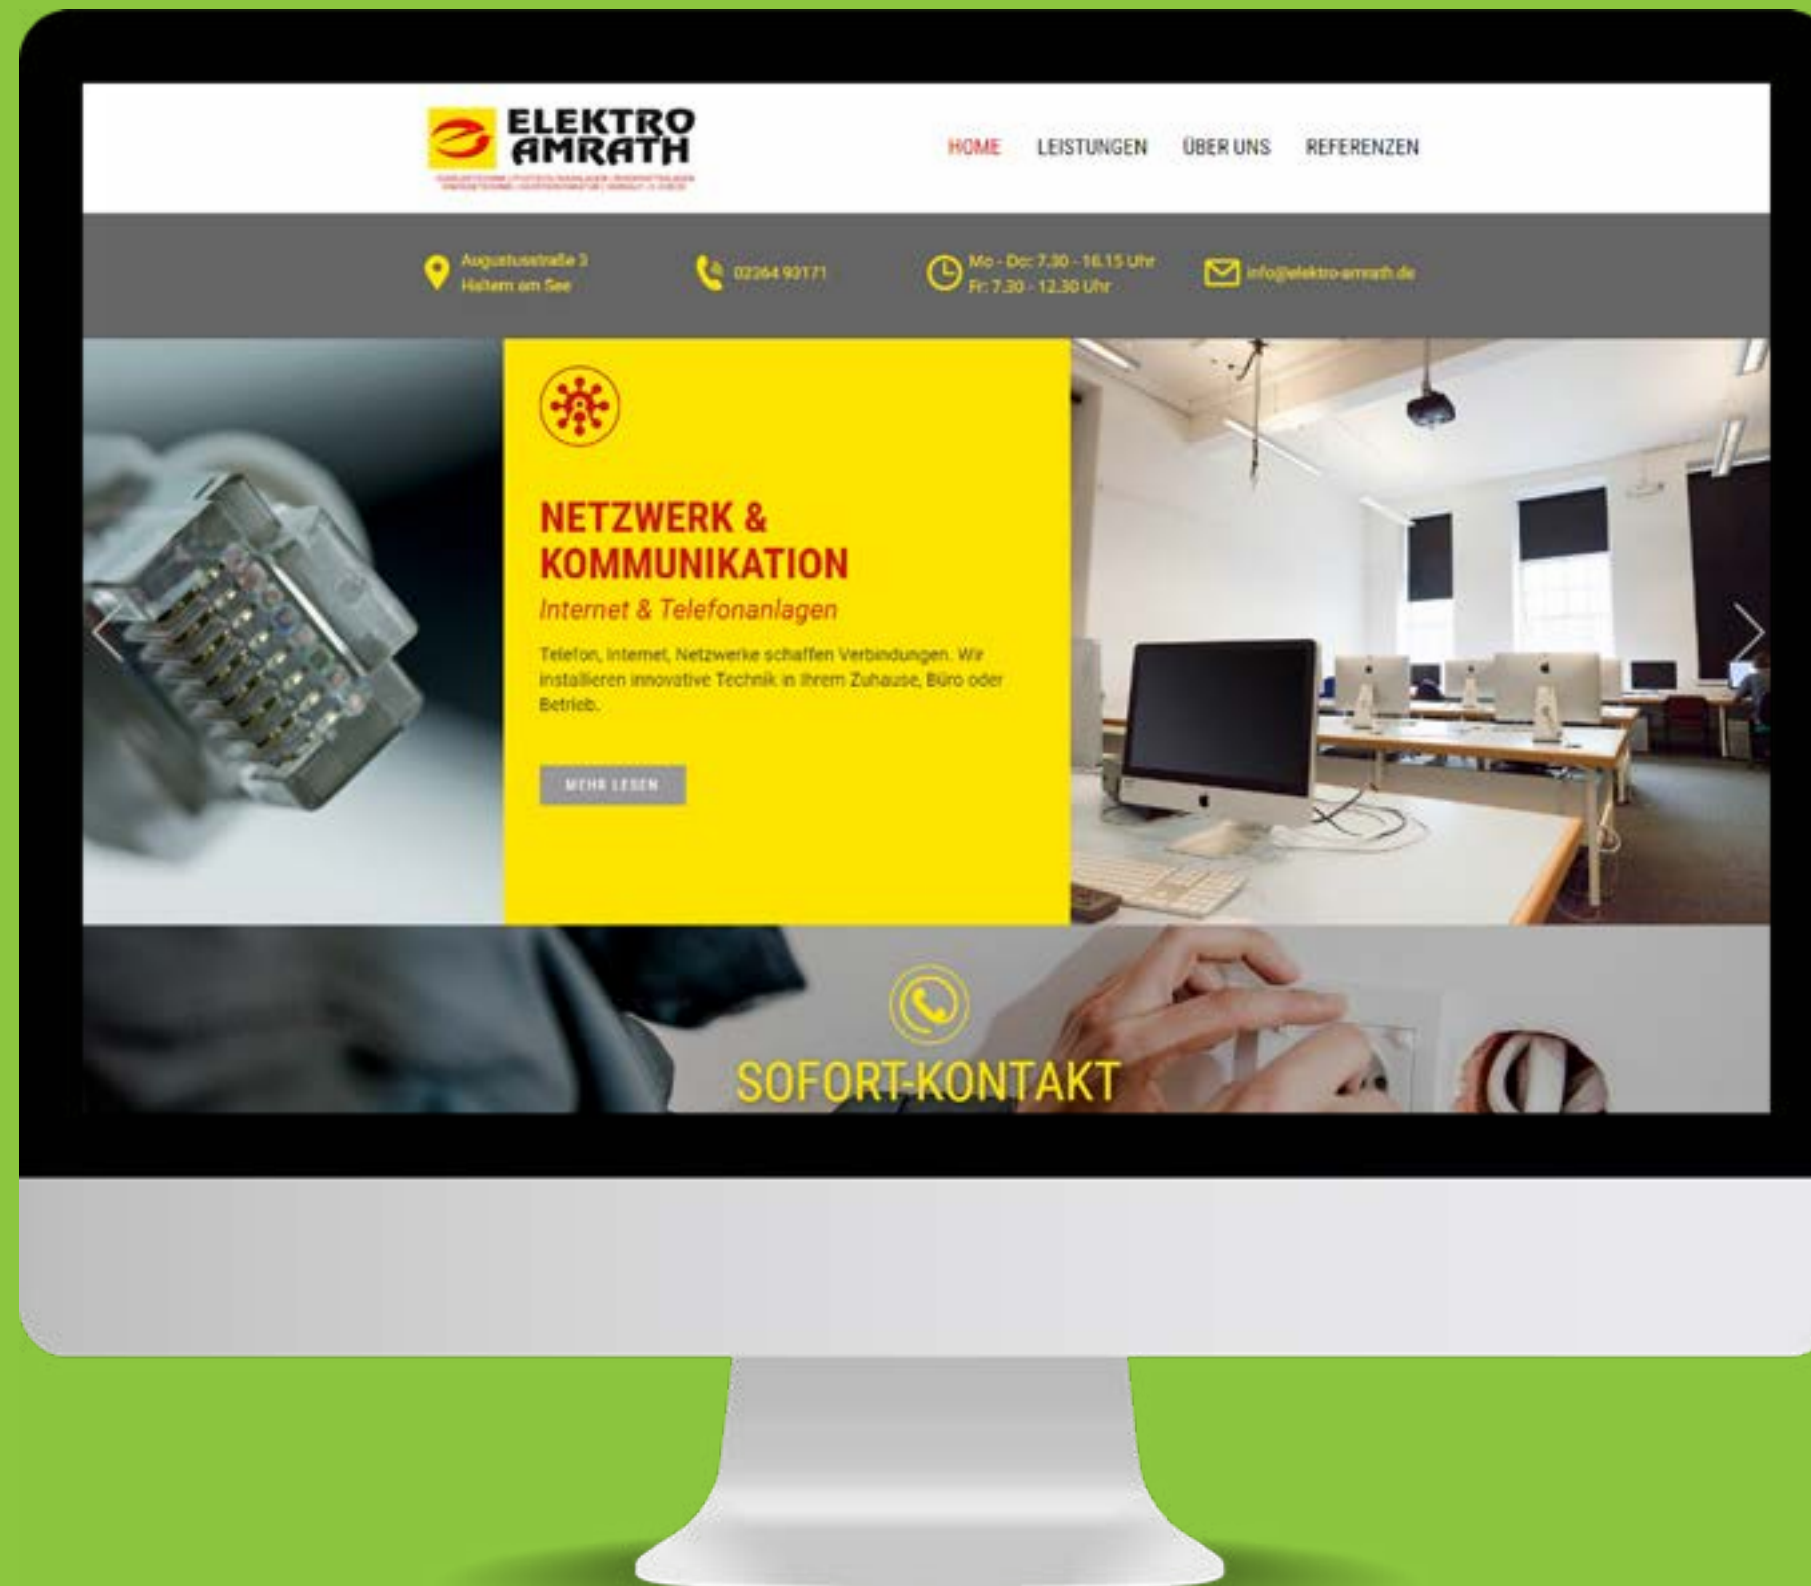 ELEKTRO
AMRATH
HOME LEISTUNGEN ÜBER UNS REFERENZEN
Augustusstraße 3
Haltern am See
02364 93171
Mo - Do: 7.30 - 16.15 Uhr
Fr: 7.30 - 12.30 Uhr
info@elektro-amrath.de
NETZWERK &
KOMMUNIKATION
Internet & Telefonanlagen
Telefon, Internet, Netzwerke schaffen Verbindungen. Wir
installieren innovative Technik in Ihrem Zuhause, Büro oder
Betrieb.
MEHR LESEN
SOFORT-KONTAKT